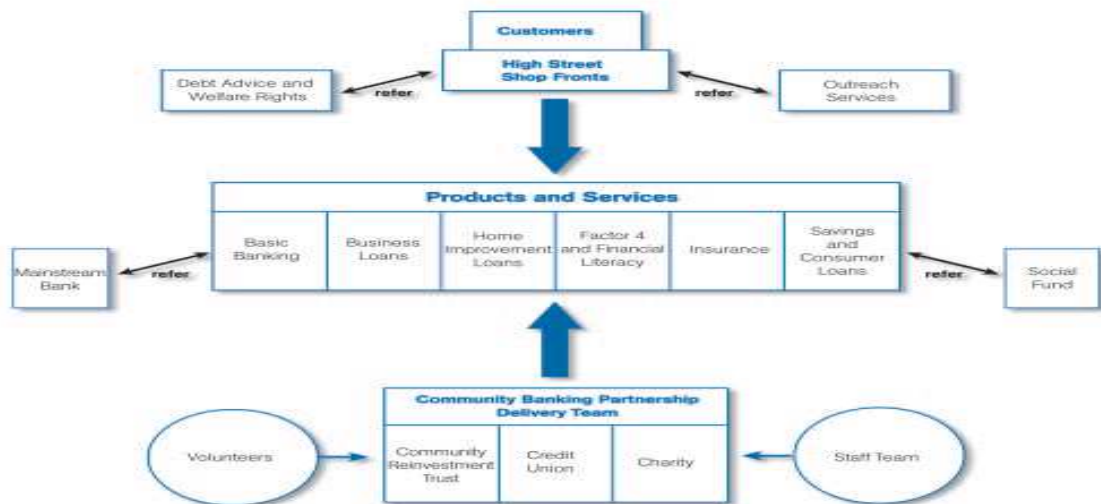 Customers
High Street
Shop Fronts
Debt Advice and
Welfare Rights
refer
refer
Outreach
Services
Products and Services
Basic
Banking
Business
Loans
Home
Improvement
Loans
Factor 4
and Financial
Literacy
Insurance
Savings
and
Consumer
Loans
Mainstream
Bank
refer
refer
Social
Fund
Community Banking Partnership
Delivery Team
Volunteers
Community
Reinvestment
Trust
Credit
Union
Charity
Staff Team